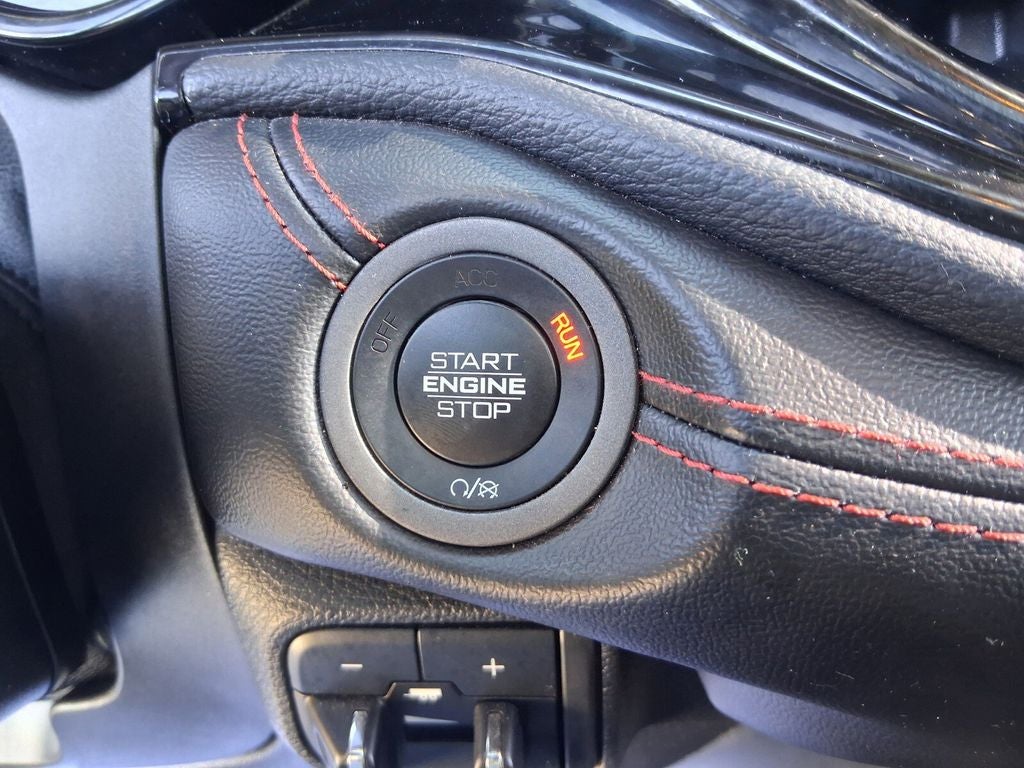 ACC
OFF
RUN
START
ENGINE
STOP
/
- +